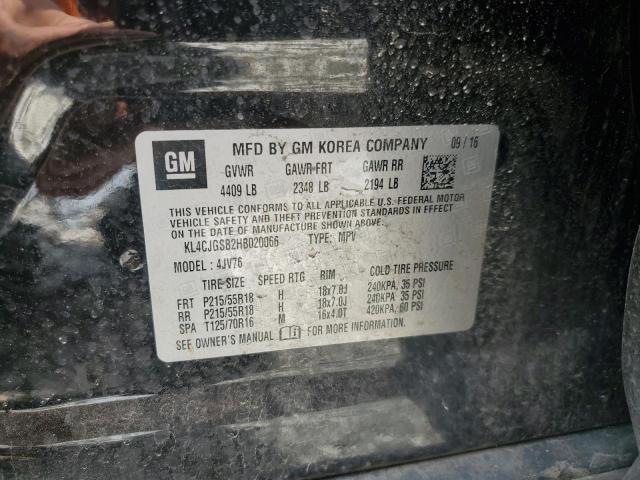 GM
MFD BY GM KOREA COMPANY 09/16
GVWR GAWR FRT GAWR RR
4409 LB 2348 LB 2194 LB
THIS VEHICLE CONFORMS TO ALL APPLICABLE U.S. FEDERAL MOTOR
VEHICLE SAFETY AND THEFT PREVENTION STANDARDS IN EFFECT ON
THE DATE OF MANUFACTURE SHOWN ABOVE.
KL4CJGSB2HB020066 TYPE: MPV
MODEL: 4JV76
TIRE SIZE SPEED RTG RIM COLD TIRE PRESSURE
FRT P215/55R18 H 18x7.0J 240KPA, 35 PSI
RR P215/55R18 H 18x7.0J 240KPA, 35 PSI
SPA T125/70R16 M 16x4.0T 420KPA, 60 PSI
SEE OWNER'S MANUAL FOR MORE INFORMATION.